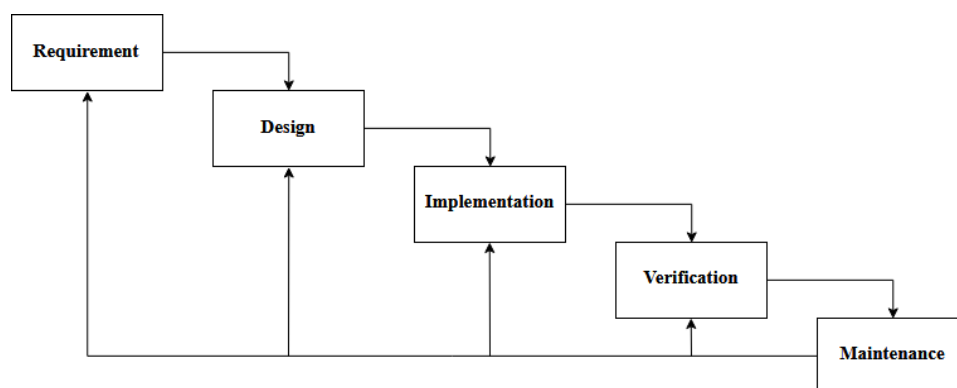 Requirement
Design
Implementation
Verification
Maintenance